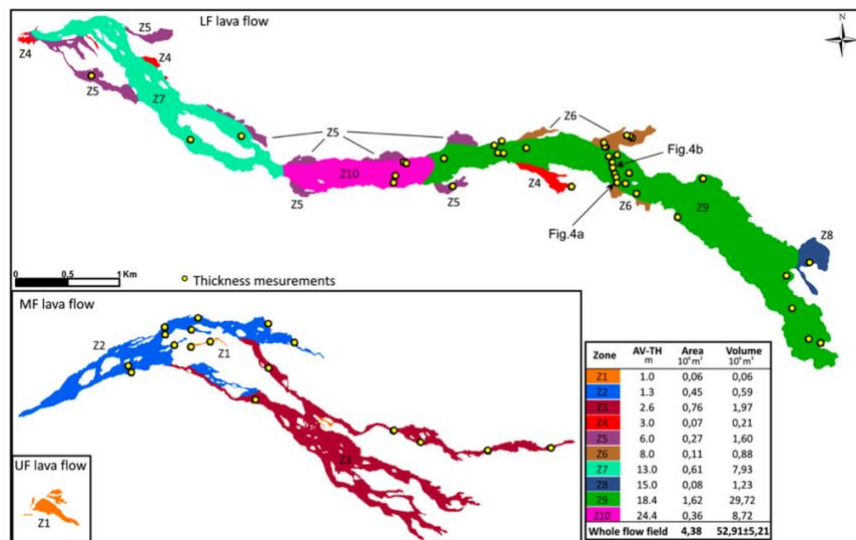 LF lava flow
N
Z5
Z4
Z4
Z5
Z7
Z6
Z5
Fig.4b
Z10
Z4
Z5
Z5
Z6
Z9
Fig.4a
Z8
0 0,5 1 Km
Thickness mesurements
MF lava flow
Z2
Z1
Z3
UF lava flow
Z1
Zone AV-TH Area Volume
m 10⁶ m² 10⁶ m³
Z1 1.0 0,06 0,06
Z2 1.3 0,45 0,59
Z3 2.6 0,76 1,97
Z4 3.0 0,07 0,21
Z5 6.0 0,27 1,60
Z6 8.0 0,11 0,88
Z7 13.0 0,61 7,93
Z8 15.0 0,08 1,23
Z9 18.4 1,62 29,72
Z10 24.4 0,36 8,72
Whole flow field 4,38 52,91±5,21